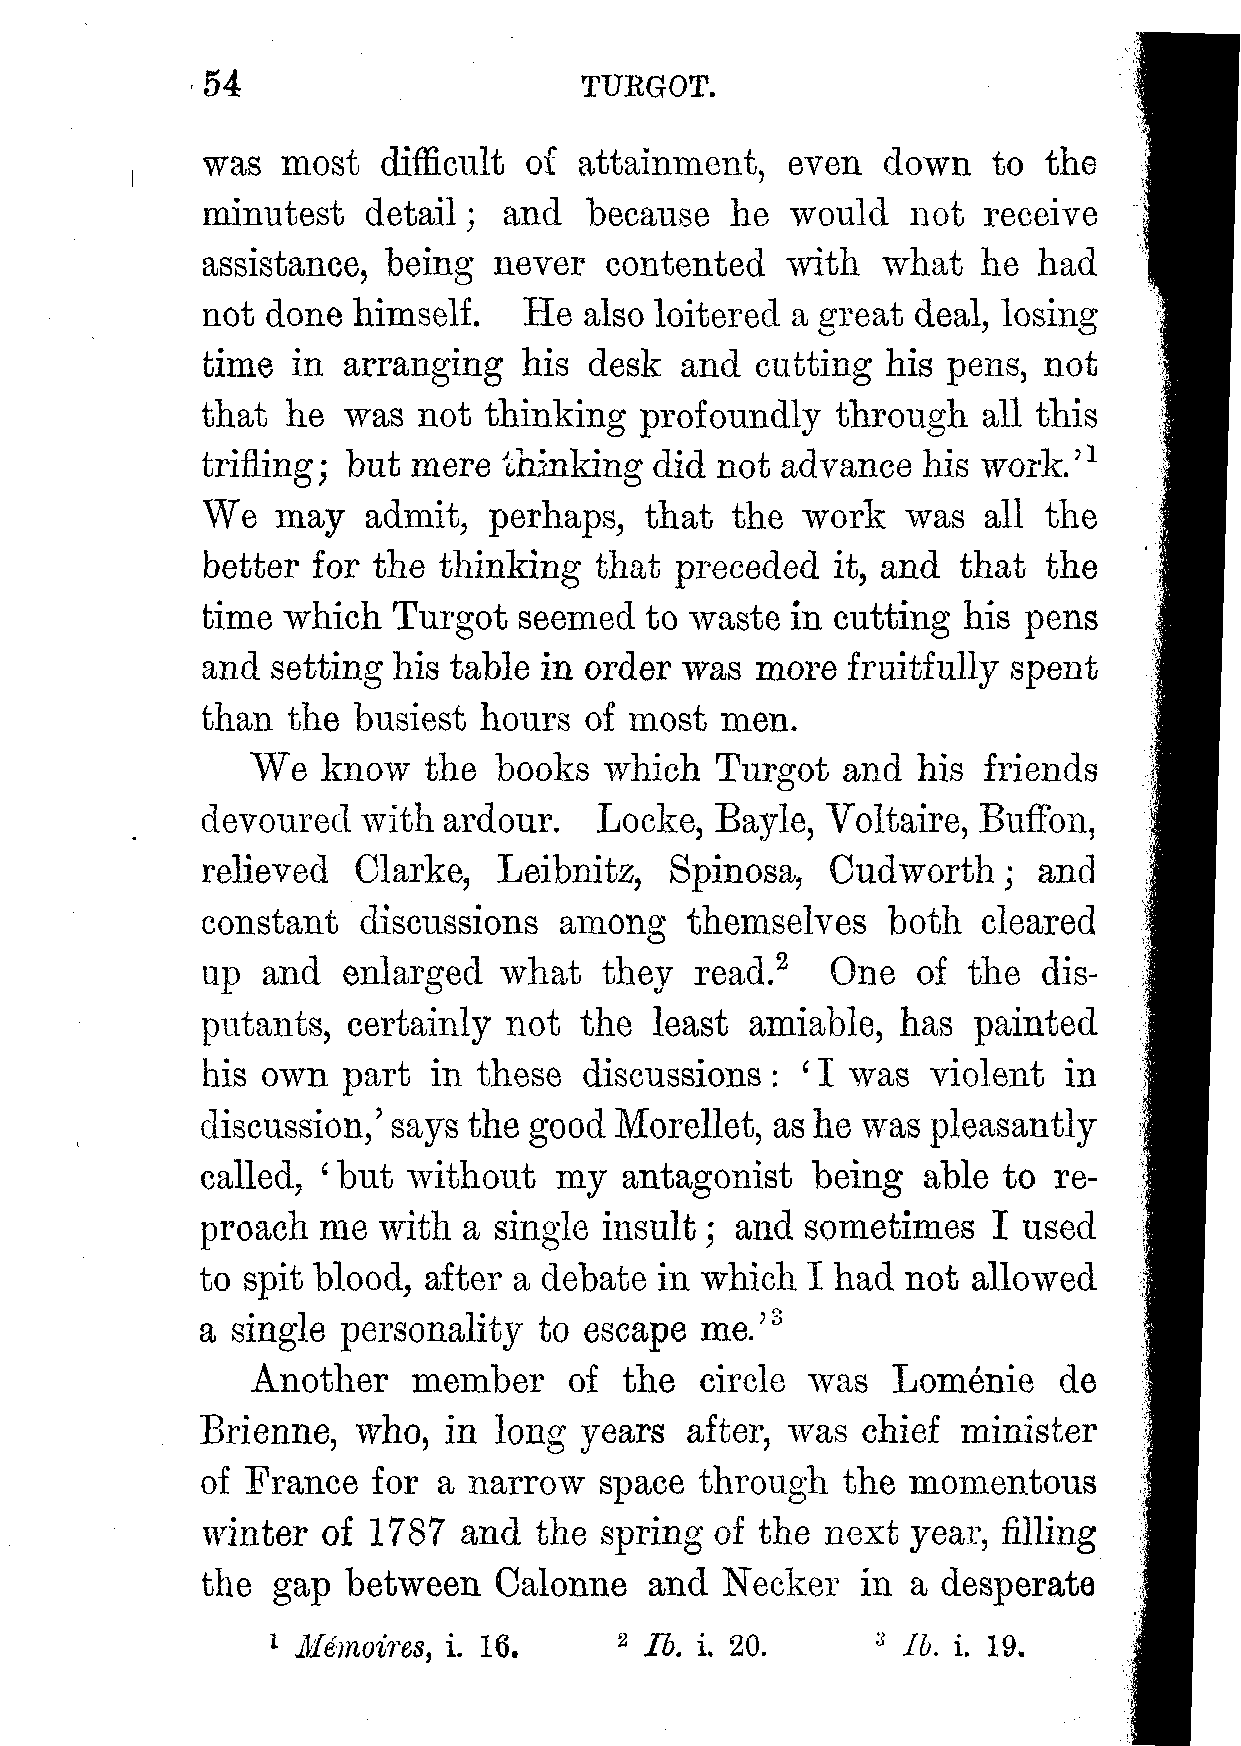 54 TURGOT.
was most difficult of attainment, even down to the
minutest detail; and because he would not receive
assistance, being never contented with what he had
not done himself. He also loitered a great deal, losing
time in arranging his desk and cutting his pens, not
that he was not thinking profoundly through all this
trifling; but mere thinking did not advance his work.’¹
We may admit, perhaps, that the work was all the
better for the thinking that preceded it, and that the
time which Turgot seemed to waste in cutting his pens
and setting his table in order was more fruitfully spent
than the busiest hours of most men.
We know the books which Turgot and his friends
devoured with ardour. Locke, Bayle, Voltaire, Buffon,
relieved Clarke, Leibnitz, Spinosa, Cudworth; and
constant discussions among themselves both cleared
up and enlarged what they read.² One of the dis-
putants, certainly not the least amiable, has painted
his own part in these discussions: ‘I was violent in
discussion,’ says the good Morellet, as he was pleasantly
called, ‘but without my antagonist being able to re-
proach me with a single insult; and sometimes I used
to spit blood, after a debate in which I had not allowed
a single personality to escape me.’³
Another member of the circle was Loménie de
Brienne, who, in long years after, was chief minister
of France for a narrow space through the momentous
winter of 1787 and the spring of the next year, filling
the gap between Calonne and Necker in a desperate
¹ Mémoires, i. 16. ² Ib. i. 20. ³ Ib. i. 19.